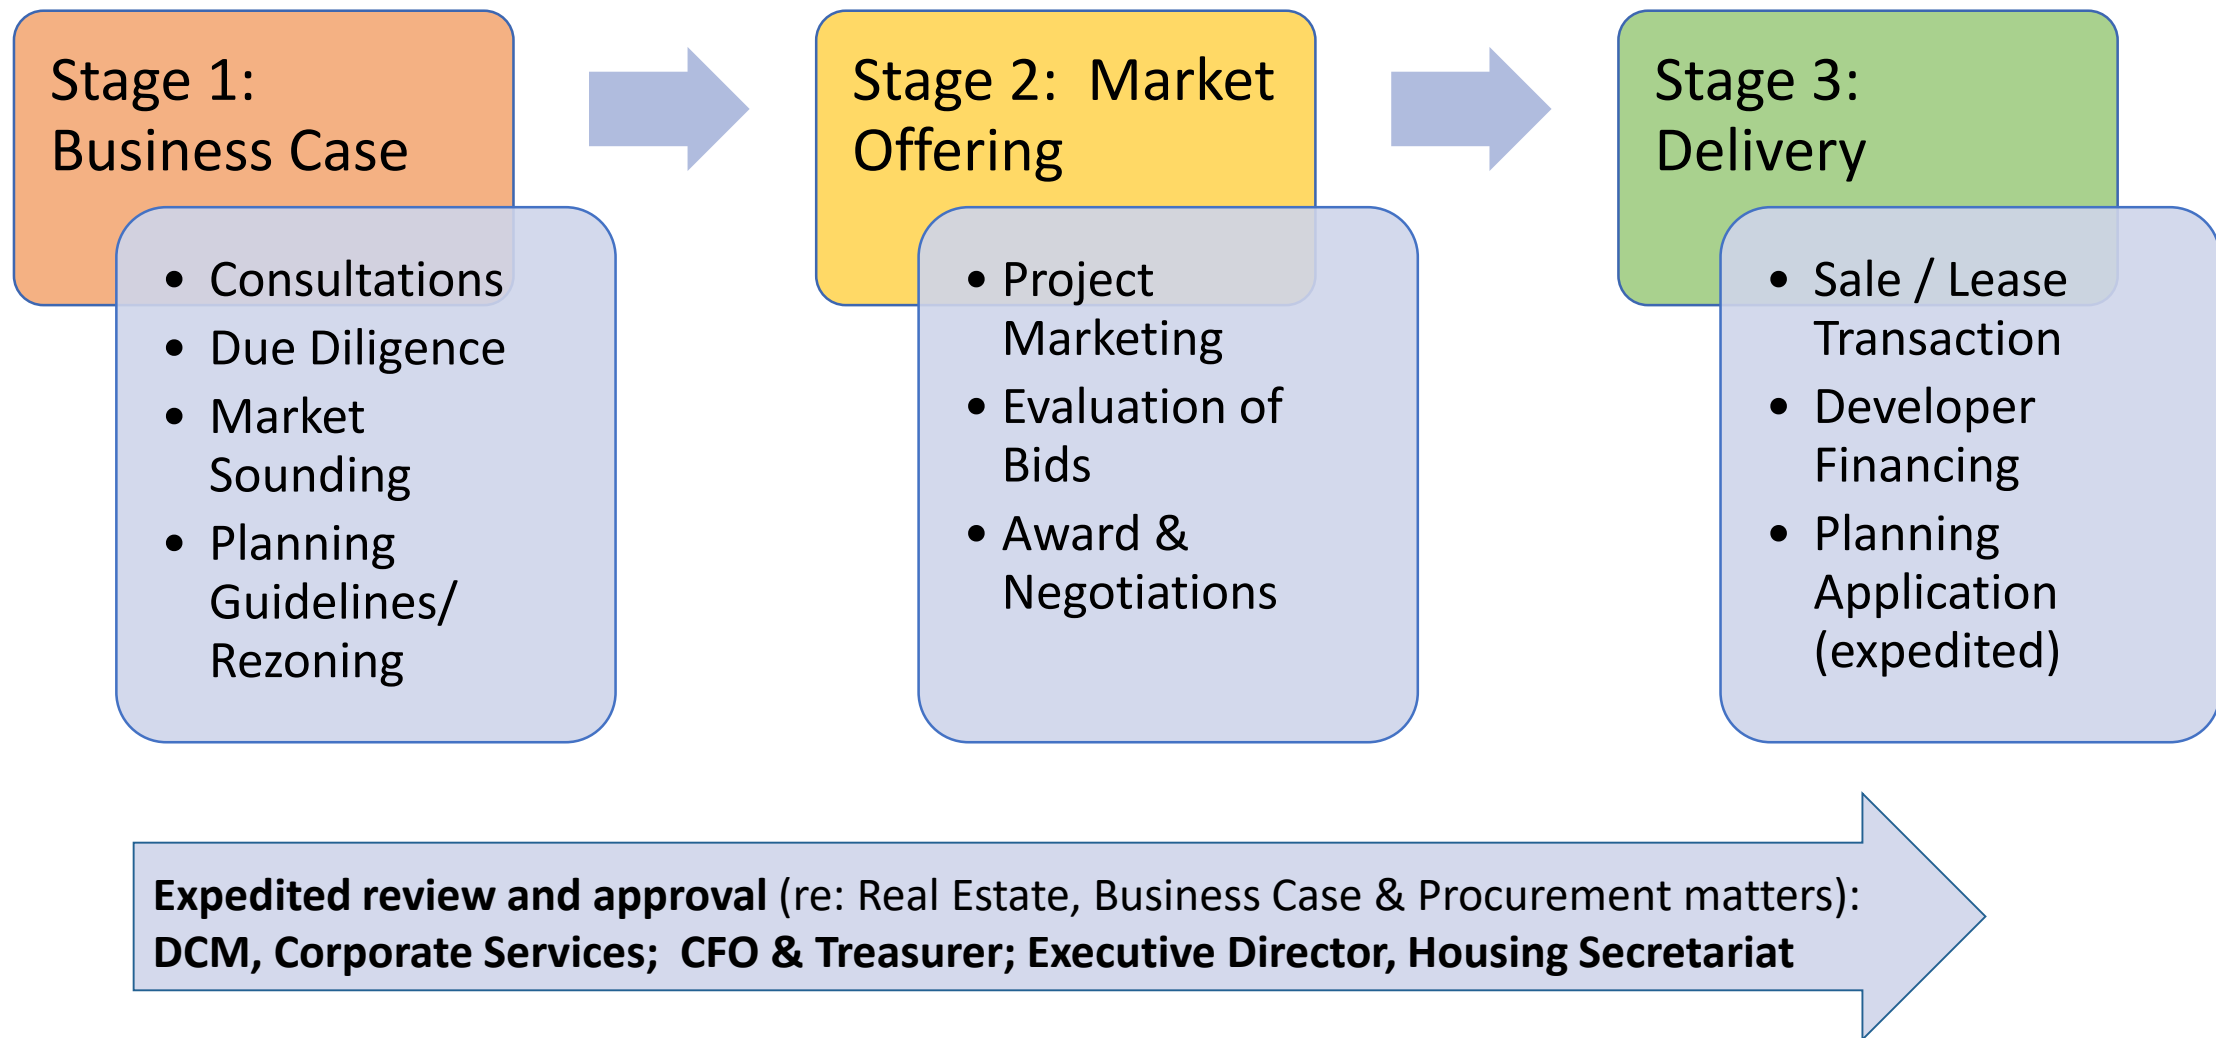 Stage 1:
Business Case
• Consultations
• Due Diligence
• Market
Sounding
• Planning
Guidelines/
Rezoning
Stage 2:  Market
Offering
• Project
Marketing
• Evaluation of
Bids
• Award &
Negotiations
Stage 3:
Delivery
• Sale / Lease
Transaction
• Developer
Financing
• Planning
Application
(expedited)
Expedited review and approval (re: Real Estate, Business Case & Procurement matters):
DCM, Corporate Services;  CFO & Treasurer; Executive Director, Housing Secretariat